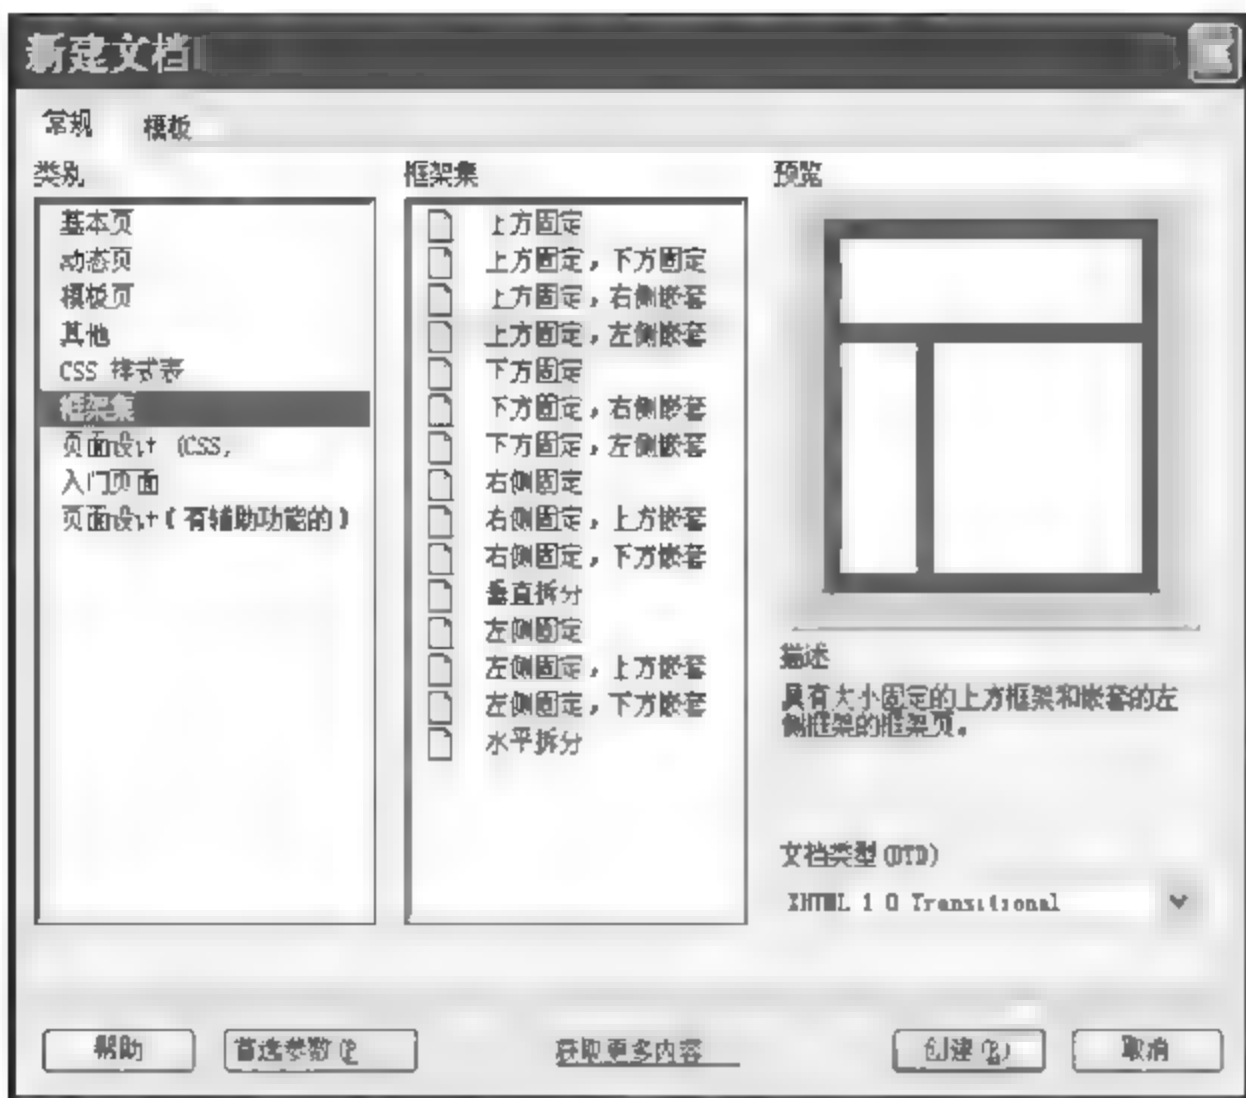 新建文档
常规 模板
类别
基本页
动态页
模板页
其他
CSS 样式表
框架集
页面设计 (CSS)
入门页面
页面设计(有辅助功能的)
框架集
上方固定
上方固定，下方固定
上方固定，右侧嵌套
上方固定，左侧嵌套
下方固定
下方固定，右侧嵌套
下方固定，左侧嵌套
右侧固定
右侧固定，上方嵌套
右侧固定，下方嵌套
垂直拆分
左侧固定
左侧固定，上方嵌套
左侧固定，下方嵌套
水平拆分
预览
描述
具有大小固定的上方框架和嵌套的左
侧框架的框架页。
文档类型(DTD)
XHTML 1.0 Transitional
帮助 首选参数(P 获取更多内容 创建(R) 取消